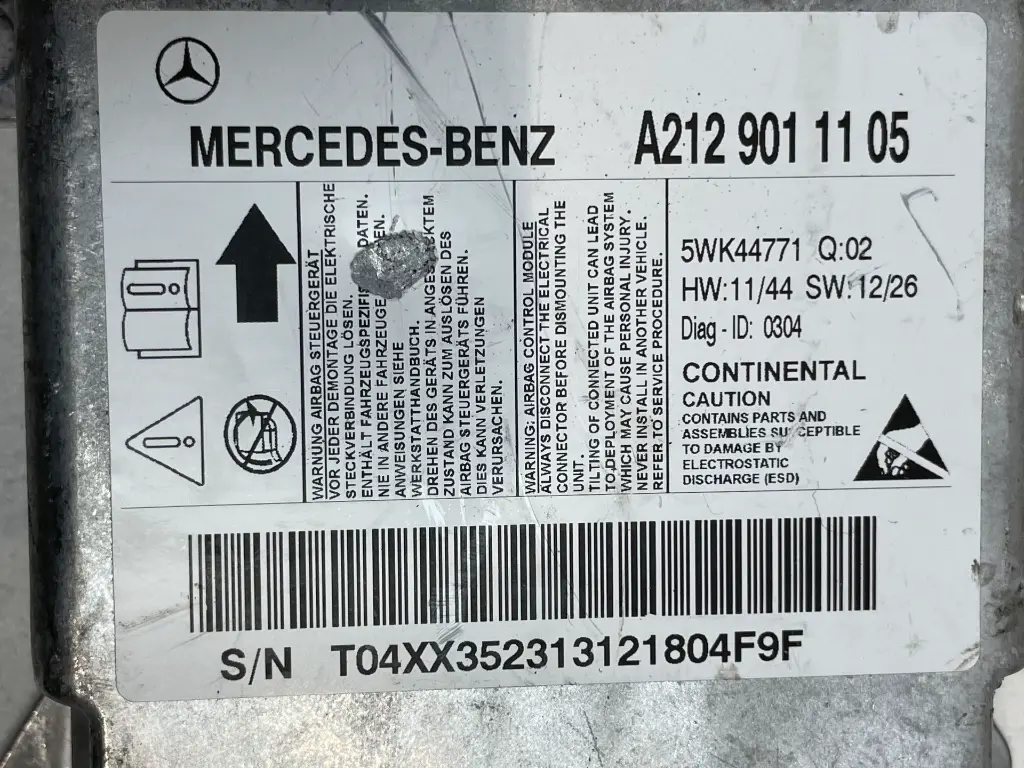 MERCEDES-BENZ A212 901 11 05
WARNUNG AIRBAG STEUERGERÄT
VOR JEDER DEMONTAGE DIE ELEKTRISCHE
STECKVERBINDUNG LÖSEN.
ENTHÄLT DATEN.
NIE IN ANDERE FAHRZEUGE
ANWEISUNGEN SIEHE
WERKSTATTHANDBUCH.
DREHEN DES GERÄTS IN
ZUSTAND KANN ZUM AUSLÖSEN DES
AIRBAG STEUERGERÄTS FÜHREN.
DIES KANN VERLETZUNGEN
VERURSACHEN.
WARNING: AIRBAG CONTROL MODULE
ALWAYS DISCONNECT THE ELECTRICAL
CONNECTOR BEFORE DISMOUNTING THE
UNIT.
TILTING OF CONNECTED UNIT CAN LEAD
TO DEPLOYMENT OF THE AIRBAG SYSTEM
WHICH MAY CAUSE PERSONAL INJURY.
NEVER INSTALL IN ANOTHER VEHICLE.
REFER TO SERVICE PROCEDURE.
5WK44771 Q:02
HW:11/44 SW:12/26
Diag - ID: 0304
CONTINENTAL
CAUTION
CONTAINS PARTS AND
ASSEMBLIES SUSCEPTIBLE
TO DAMAGE BY
ELECTROSTATIC
DISCHARGE (ESD)
S/N T04XX352313121804F9F